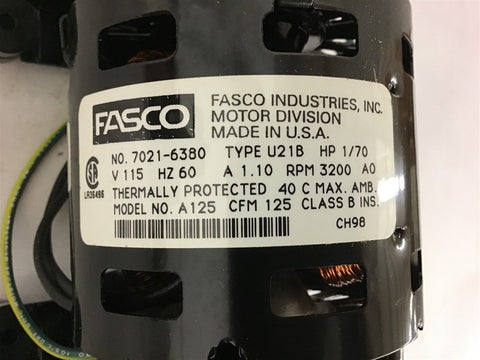 FASCO
FASCO INDUSTRIES, INC.
MOTOR DIVISION
MADE IN U.S.A.
NO. 7021-6380 TYPE U21B HP 1/70
V 115 HZ 60 A 1.10 RPM 3200 AO
THERMALLY PROTECTED 40 C MAX. AMB.
MODEL NO. A125 CFM 125 CLASS B INS.
LR36486
CH98